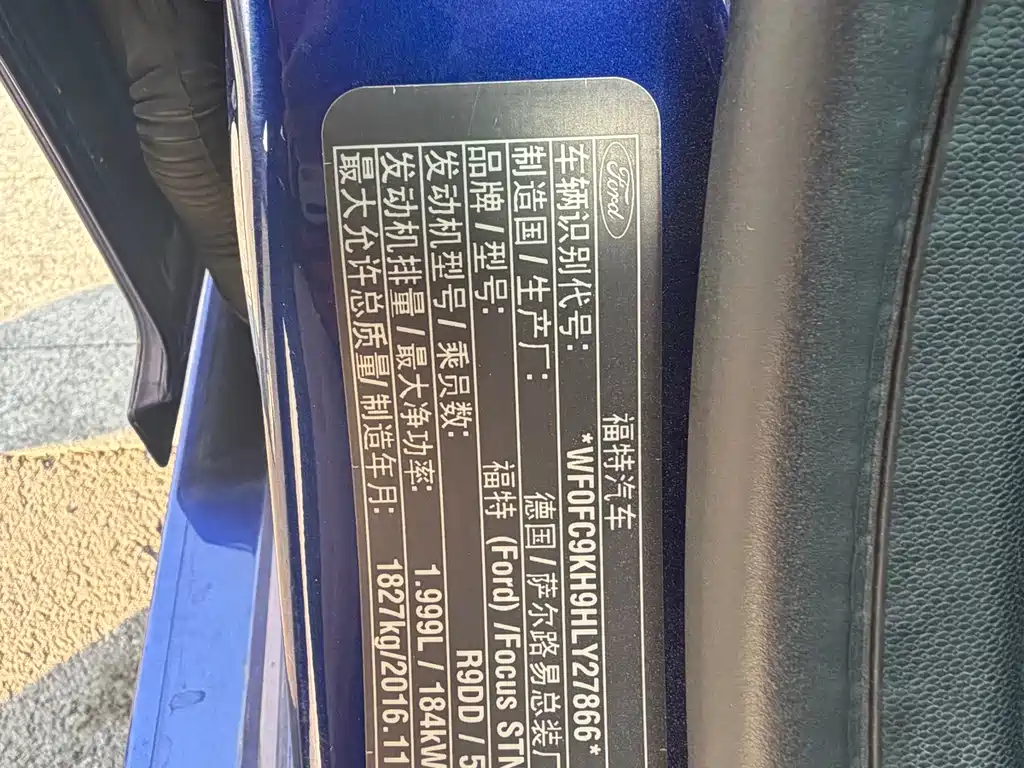 Ford
福特汽车
车辆识别代号: *WF0FC9KH9HLY27866*
制造国/生产厂: 德国/萨尔路易总装厂
品牌/型号: 福特 (Ford) /Focus STN
发动机型号/乘员数: R9DD / 5
发动机排量/最大净功率: 1.999L / 184kW
最大允许总质量/制造年月: 1827kg/2016.11